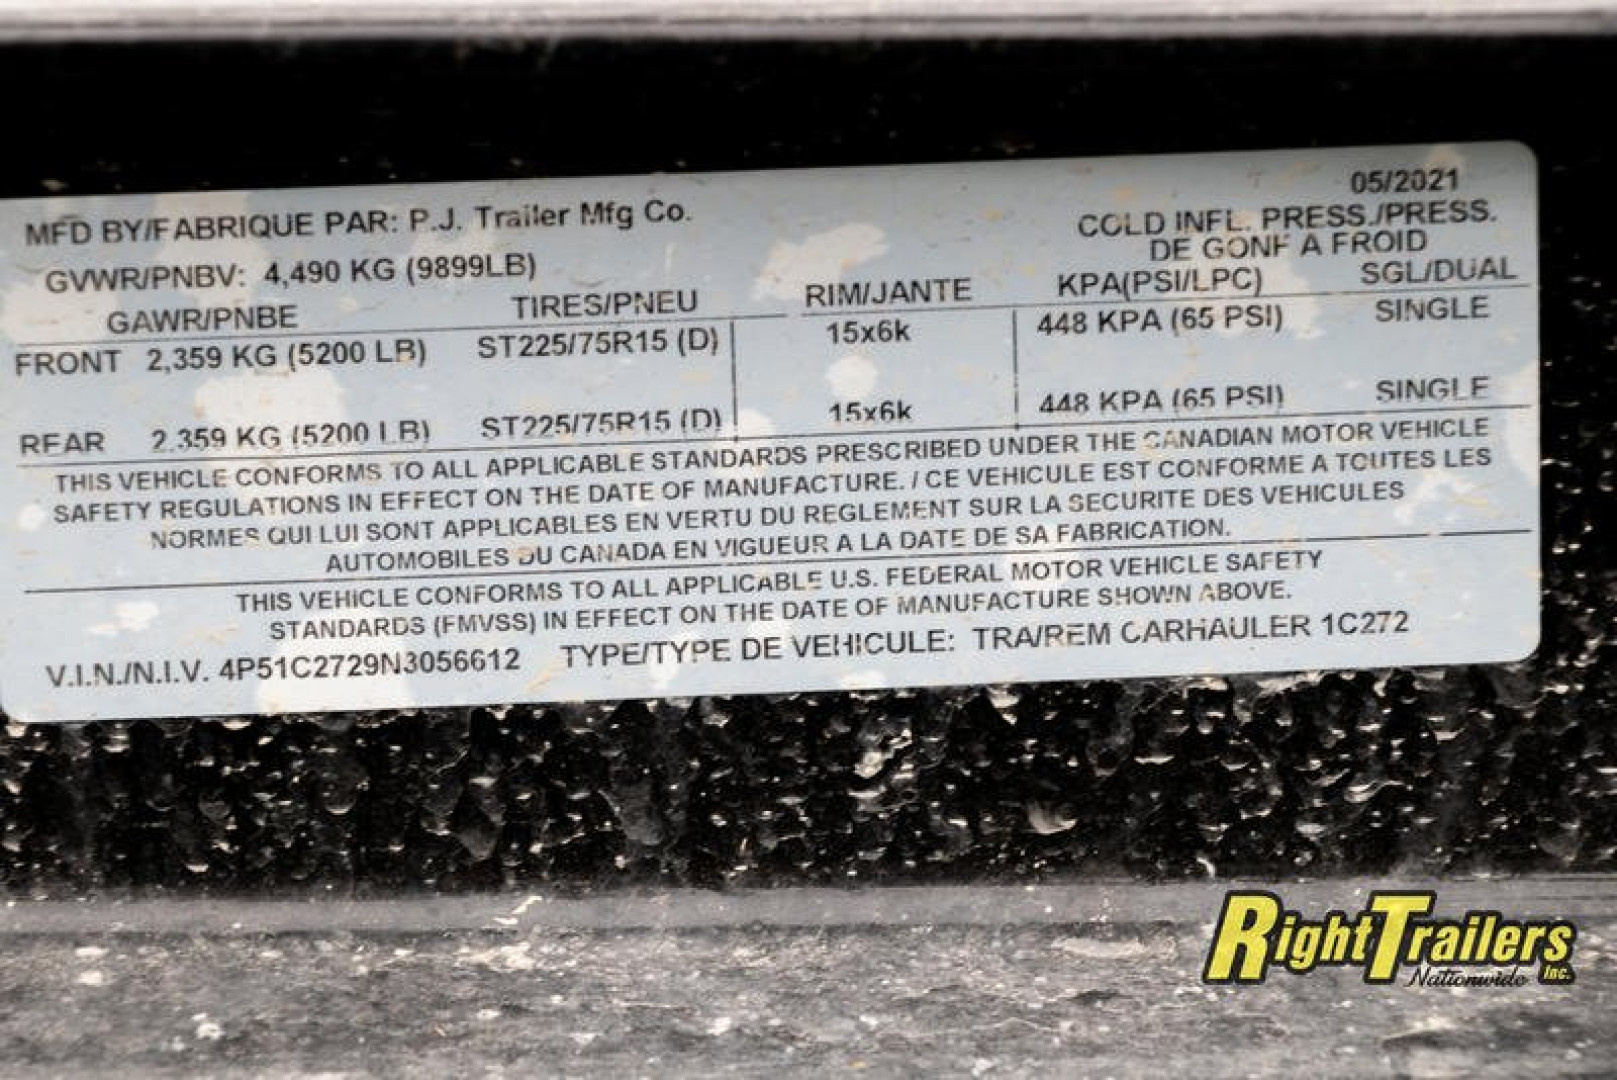 05/2021
MFD BY/FABRIQUE PAR: P.J. Trailer Mfg Co.
COLD INFL. PRESS./PRESS.
DE GONF A FROID
GVWR/PNBV: 4,490 KG (9899LB)
GAWR/PNBE TIRES/PNEU RIM/JANTE KPA(PSI/LPC) SGL/DUAL
FRONT 2,359 KG (5200 LB) ST225/75R15 (D) 15x6k 448 KPA (65 PSI) SINGLE
REAR 2,359 KG (5200 LB) ST225/75R15 (D) 15x6k 448 KPA (65 PSI) SINGLE
THIS VEHICLE CONFORMS TO ALL APPLICABLE STANDARDS PRESCRIBED UNDER THE CANADIAN MOTOR VEHICLE
SAFETY REGULATIONS IN EFFECT ON THE DATE OF MANUFACTURE. / CE VEHICULE EST CONFORME A TOUTES LES
NORMES QUI LUI SONT APPLICABLES EN VERTU DU REGLEMENT SUR LA SECURITE DES VEHICULES
AUTOMOBILES DU CANADA EN VIGUEUR A LA DATE DE SA FABRICATION.
THIS VEHICLE CONFORMS TO ALL APPLICABLE U.S. FEDERAL MOTOR VEHICLE SAFETY
STANDARDS (FMVSS) IN EFFECT ON THE DATE OF MANUFACTURE SHOWN ABOVE.
V.I.N./N.I.V. 4P51C2729N3056612 TYPE/TYPE DE VEHICULE: TRA/REM CARHAULER 1C272
RightTrailers
Nationwide Inc.